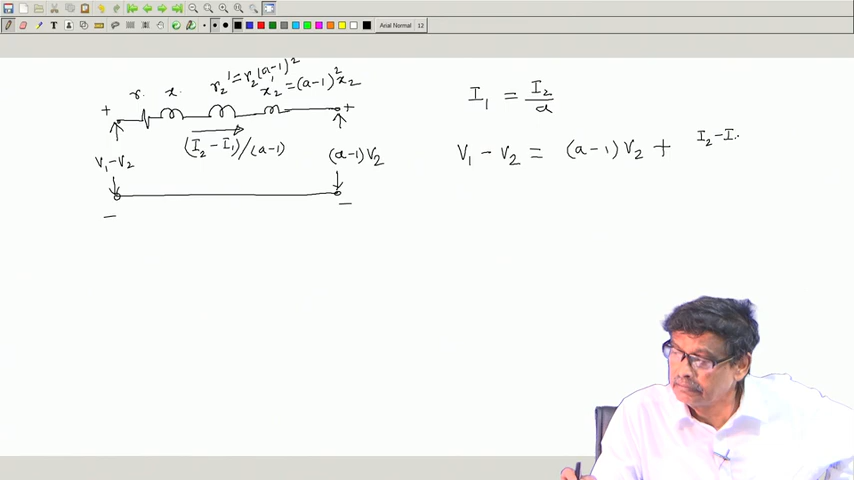 Arial Normal 12
r₂' = r₂(a-1)²
r. x. x₂' = (a-1)² x₂
+ +
(I₂ - I₁)/(a-1)
V₁ - V₂ (a-1)V₂
- -
I₁ = I₂/a
V₁ - V₂ = (a-1)V₂ + I₂ - I